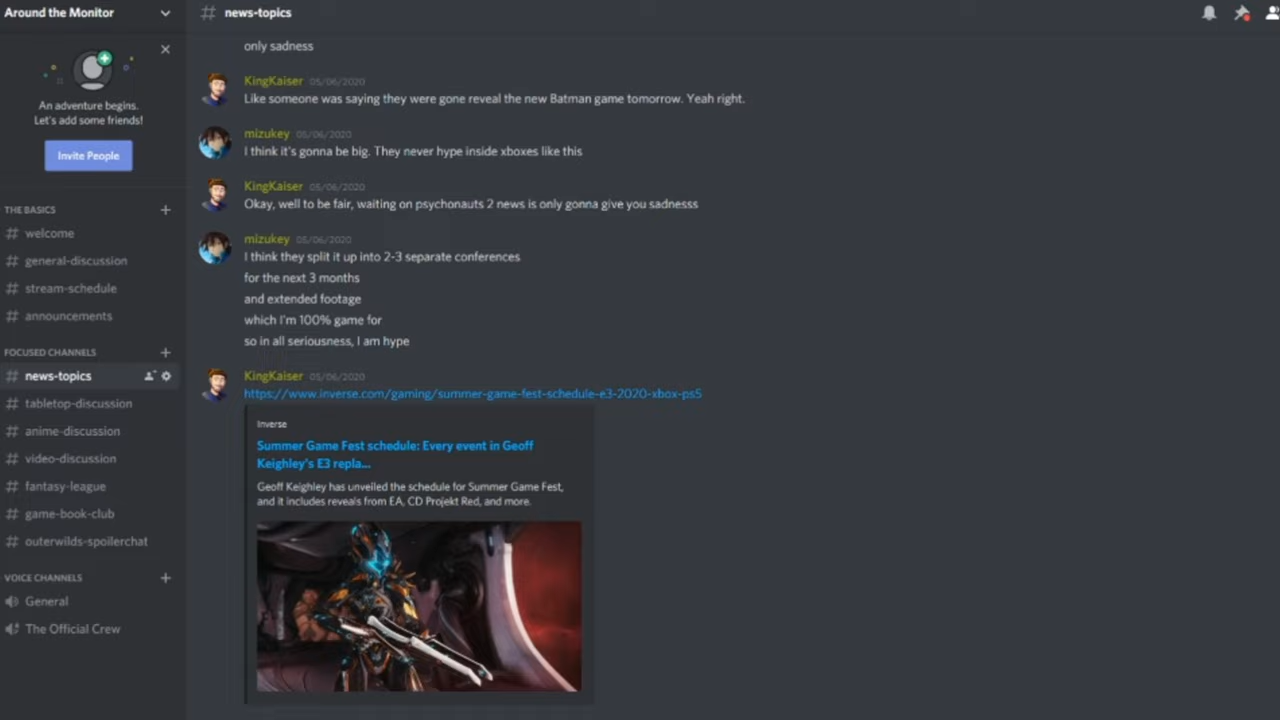 Around the Monitor
An adventure begins.
Let's add some friends!
Invite People
THE BASICS
welcome
general-discussion
stream-schedule
announcements
FOCUSED CHANNELS
news-topics
tabletop-discussion
anime-discussion
video-discussion
fantasy-league
game-book-club
outerwilds-spoilerchat
VOICE CHANNELS
General
The Official Crew
# news-topics
only sadness
KingKaiser 05/06/2020
Like someone was saying they were gone reveal the new Batman game tomorrow. Yeah right.
mizukey 05/06/2020
I think it's gonna be big. They never hype inside xboxes like this
KingKaiser 05/06/2020
Okay, well to be fair, waiting on psychonauts 2 news is only gonna give you sadnesss
mizukey 05/06/2020
I think they split it up into 2-3 separate conferences
for the next 3 months
and extended footage
which I'm 100% game for
so in all seriousness, I am hype
KingKaiser 05/06/2020
https://www.inverse.com/gaming/summer-game-fest-schedule-e3-2020-xbox-ps5
Inverse
Summer Game Fest schedule: Every event in Geoff
Keighley's E3 repla...
Geoff Keighley has unveiled the schedule for Summer Game Fest,
and it includes reveals from EA, CD Projekt Red, and more.